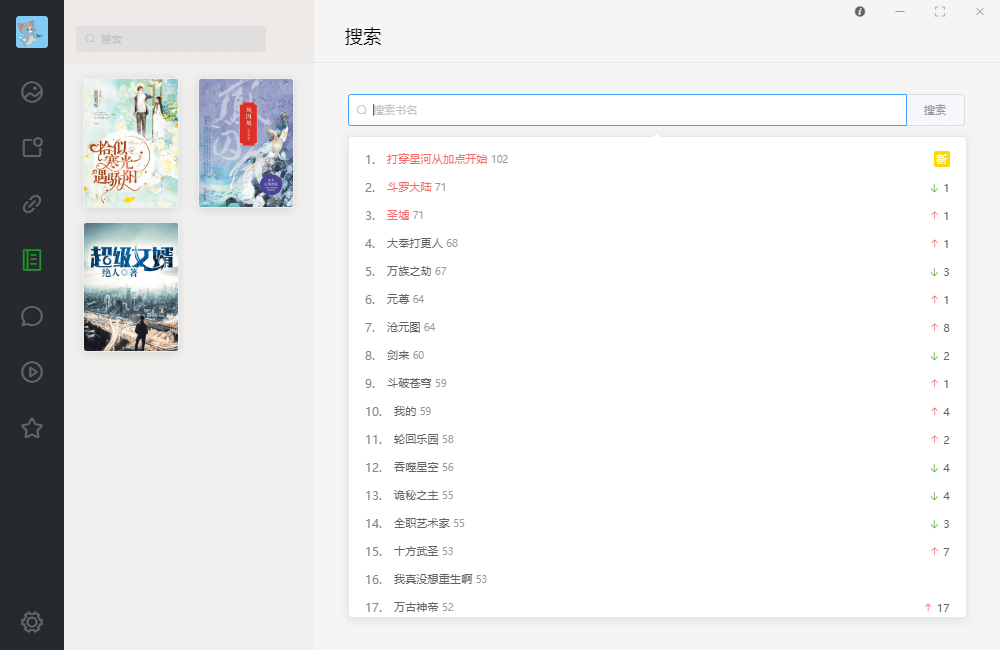 搜索
恰似
寒光
遇骄阳
凤囚凰
超级女婿
绝人◎著
搜索
搜索书名
搜索
1. 打穿星河从加点开始 102 新
2. 斗罗大陆 71 ↓ 1
3. 圣墟 71 ↑ 1
4. 大奉打更人 68 ↑ 1
5. 万族之劫 67 ↓ 3
6. 元尊 64 ↑ 1
7. 沧元图 64 ↑ 8
8. 剑来 60 ↓ 2
9. 斗破苍穹 59 ↑ 1
10. 我的 59 ↑ 4
11. 轮回乐园 58 ↑ 2
12. 吞噬星空 56 ↓ 4
13. 诡秘之主 55 ↓ 4
14. 全职艺术家 55 ↓ 3
15. 十方武圣 53 ↑ 7
16. 我真没想重生啊 53
17. 万古神帝 52 ↑ 17